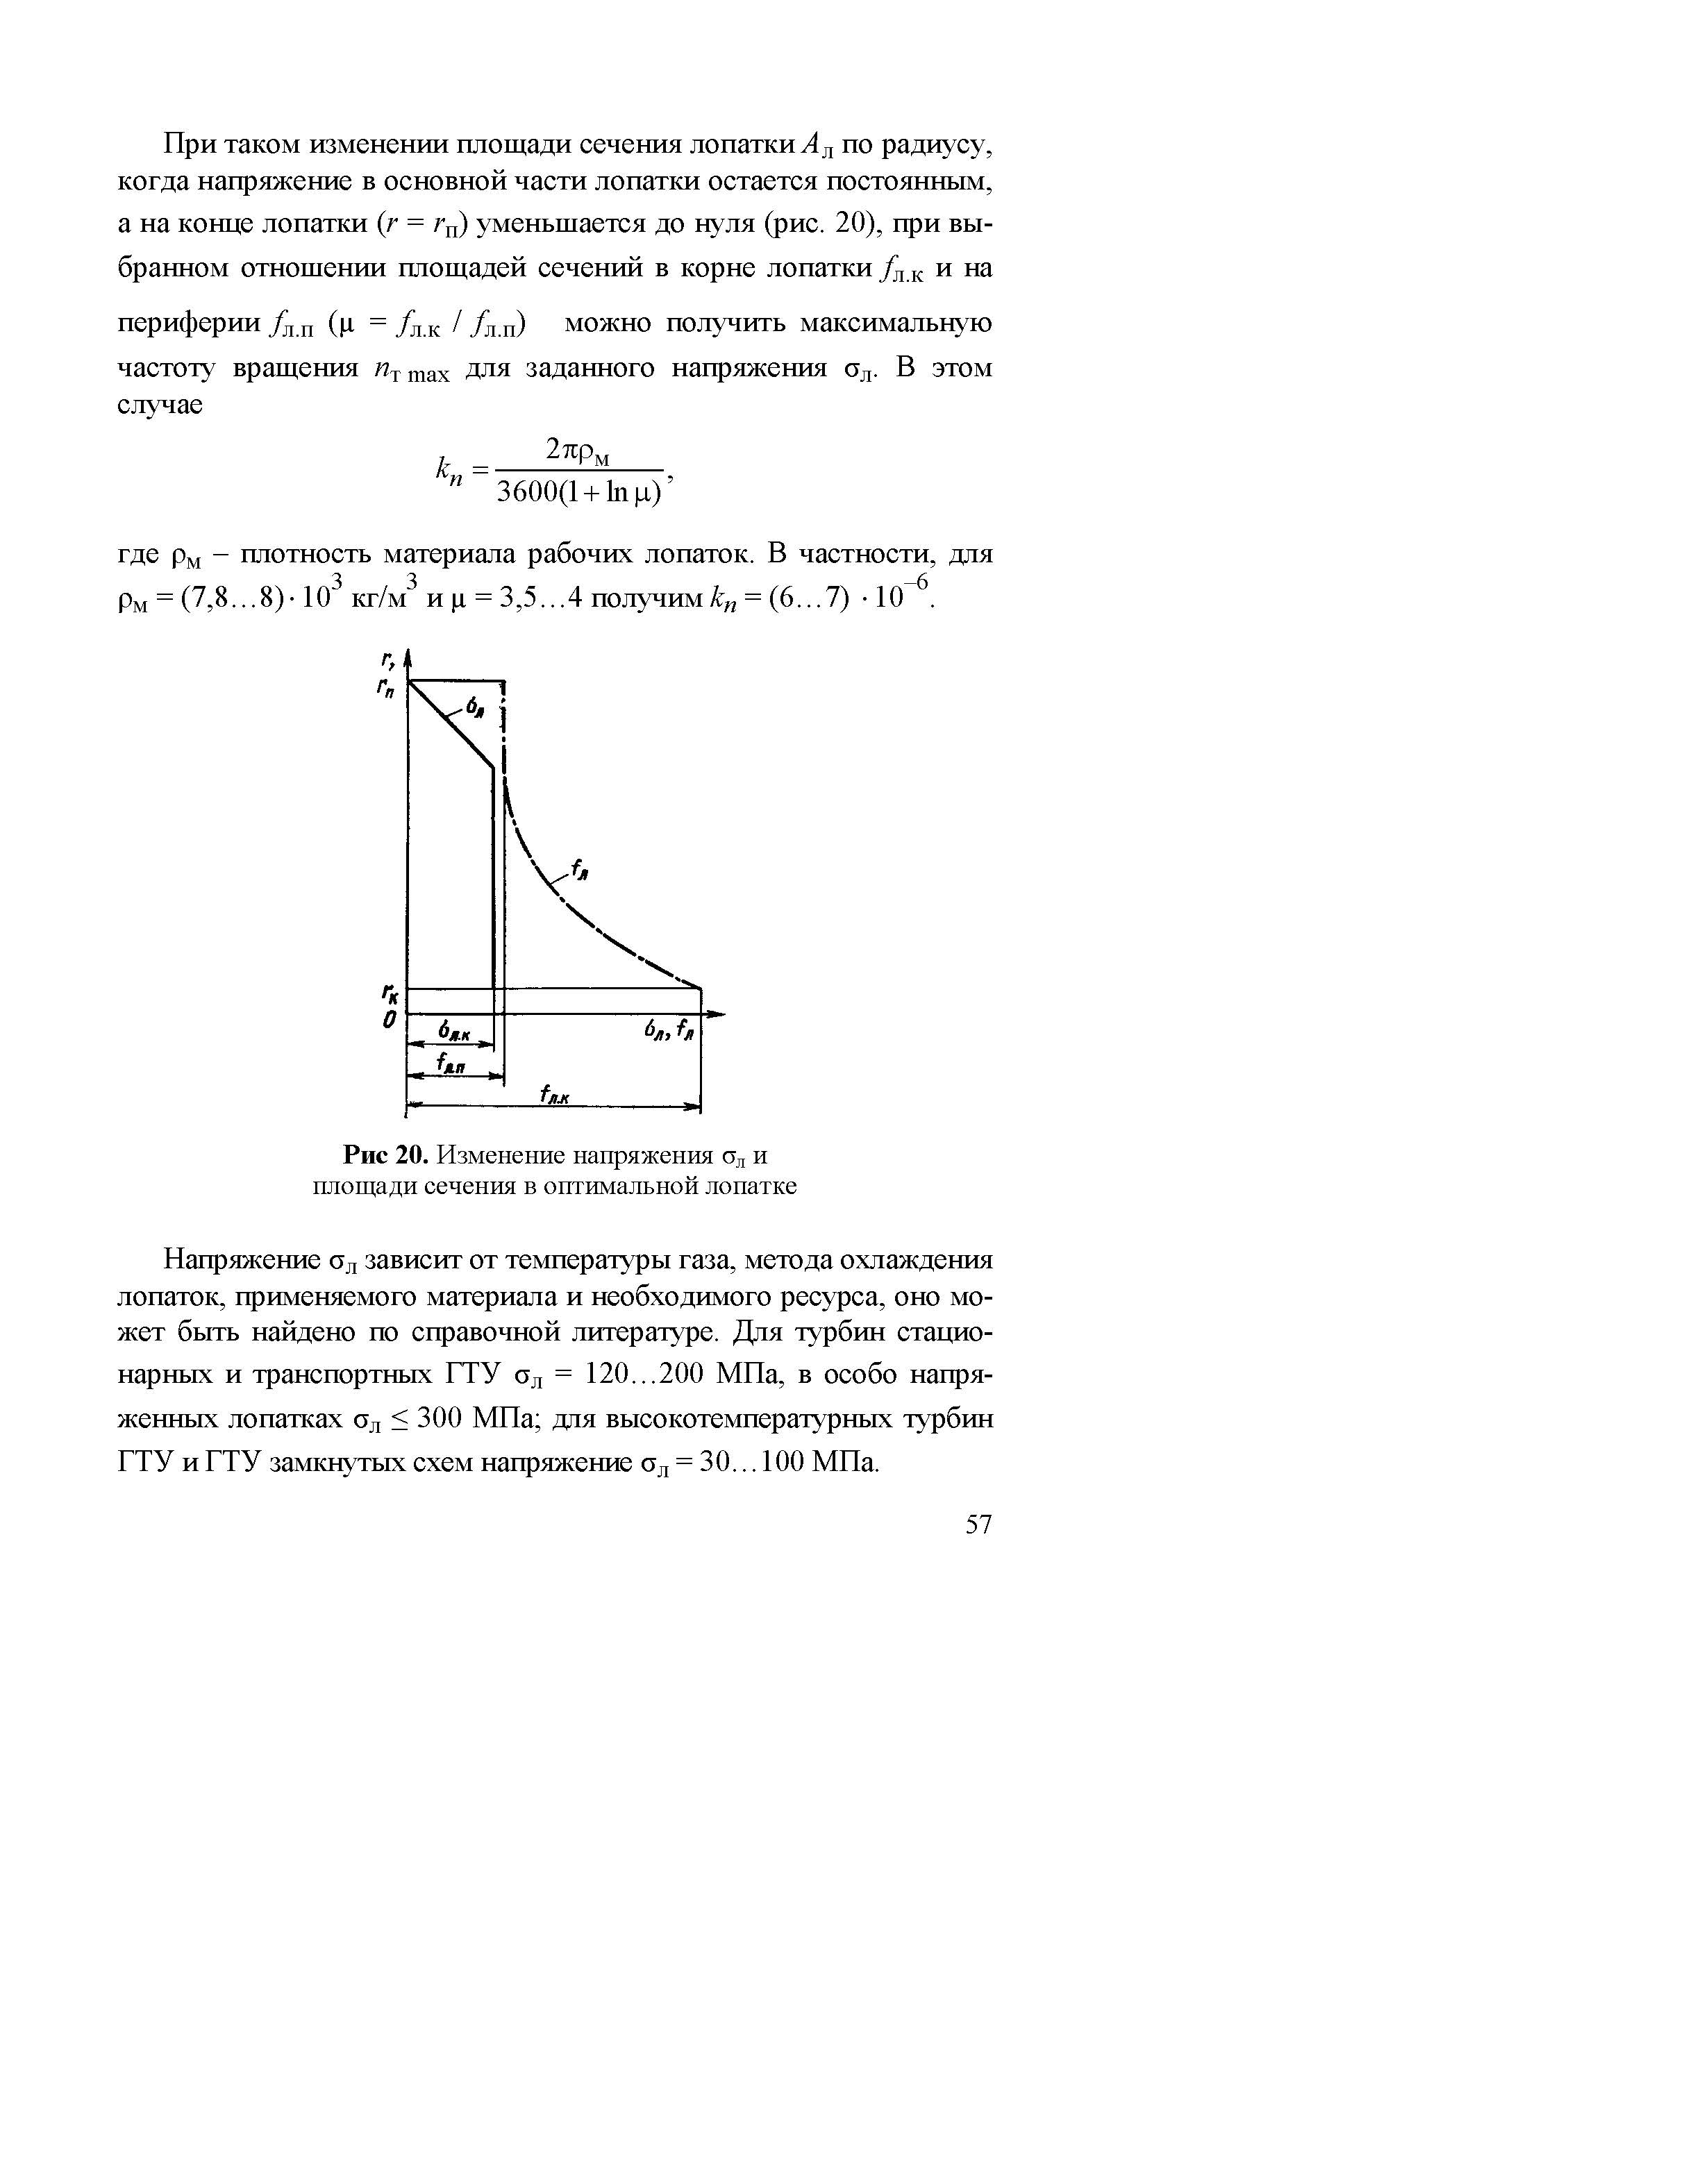 При таком изменении площади сечения лопатки Aл по радиусу,
когда напряжение в основной части лопатки остается постоянным,
а на конце лопатки (r = rп) уменьшается до нуля (рис. 20), при вы-
бранном отношении площадей сечений в корне лопатки fл.к и на
периферии fл.п (μ = fл.к / fл.п) можно получить максимальную
частоту вращения nт max для заданного напряжения σл. В этом
случае
kn = 2πρм / 3600(1 + ln μ),
где ρм – плотность материала рабочих лопаток. В частности, для
ρм = (7,8…8)· 10³ кг/м³ и μ = 3,5…4 получим kn = (6…7) ·10⁻⁶.
r,
rп
σл
fл
rк
0
σл.к
σл, fл
fл.п
fл.к
Рис 20. Изменение напряжения σл и
площади сечения в оптимальной лопатке
Напряжение σл зависит от температуры газа, метода охлаждения
лопаток, применяемого материала и необходимого ресурса, оно мо-
жет быть найдено по справочной литературе. Для турбин стацио-
нарных и транспортных ГТУ σл = 120…200 МПа, в особо напря-
женных лопатках σл ≤ 300 МПа; для высокотемпературных турбин
ГТУ и ГТУ замкнутых схем напряжение σл = 30…100 МПа.
57